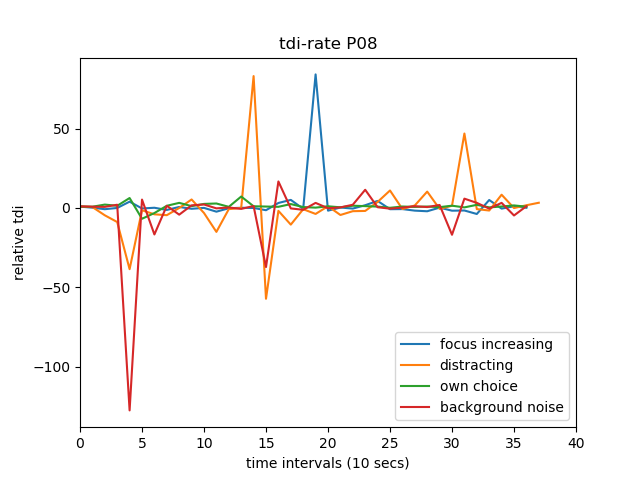 tdi-rate P08
relative tdi
50
0
−50
−100
0 5 10 15 20 25 30 35 40
time intervals (10 secs)
focus increasing
distracting
own choice
background noise